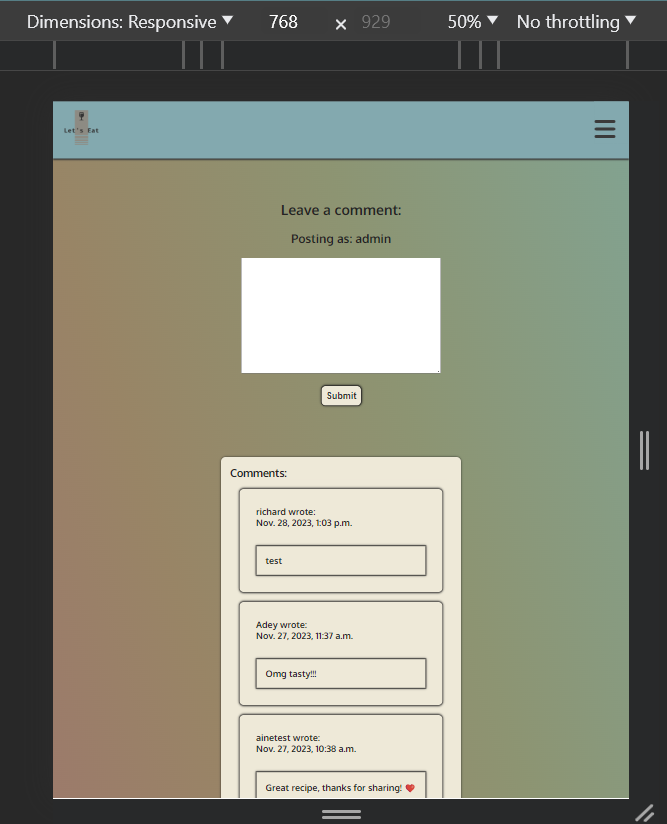 Dimensions: Responsive ▼ 768 × 929 50% ▼ No throttling ▼
Let's Eat
Leave a comment:
Posting as: admin
Submit
Comments:
richard wrote:
Nov. 28, 2023, 1:03 p.m.
test
Adey wrote:
Nov. 27, 2023, 11:37 a.m.
Omg tasty!!!
ainetest wrote:
Nov. 27, 2023, 10:38 a.m.
Great recipe, thanks for sharing! ❤️